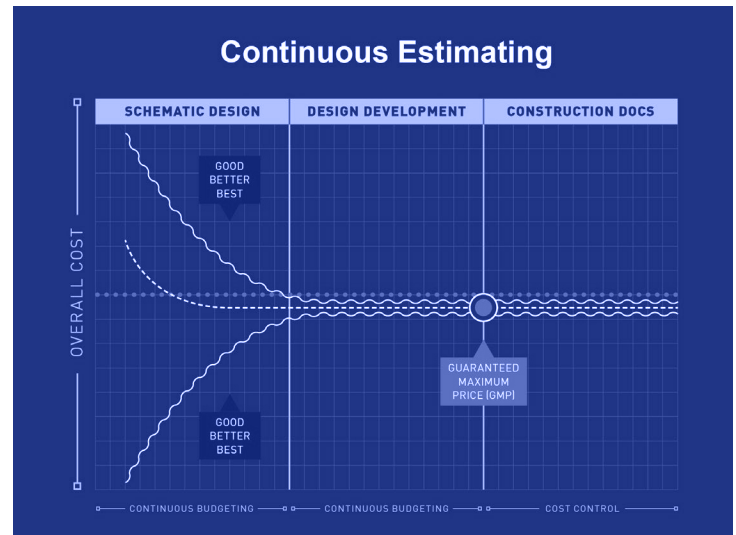 Continuous Estimating
SCHEMATIC DESIGN
DESIGN DEVELOPMENT
CONSTRUCTION DOCS
GOOD
BETTER
BEST
OVERALL COST
GUARANTEED
MAXIMUM
PRICE (GMP)
GOOD
BETTER
BEST
CONTINUOUS BUDGETING
CONTINUOUS BUDGETING
COST CONTROL